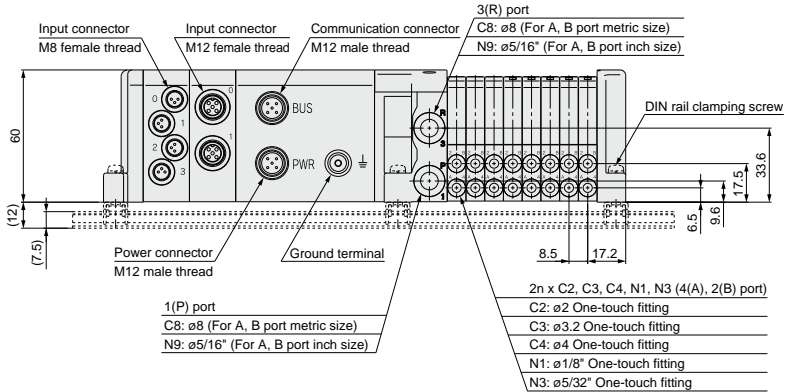 3(R) port
C8: ø8 (For A, B port metric size)
N9: ø5/16" (For A, B port inch size)
Input connector
M8 female thread
Input connector
M12 female thread
Communication connector
M12 male thread
DIN rail clamping screw
0
1
2
3
0
1
BUS
PWR
R
3
P
1
60
(12)
(7.5)
33.6
17.5
9.6
6.5
8.5
17.2
Power connector
M12 male thread
Ground terminal
1(P) port
C8: ø8 (For A, B port metric size)
N9: ø5/16" (For A, B port inch size)
2n x C2, C3, C4, N1, N3 (4(A), 2(B) port)
C2: ø2 One-touch fitting
C3: ø3.2 One-touch fitting
C4: ø4 One-touch fitting
N1: ø1/8" One-touch fitting
N3: ø5/32" One-touch fitting